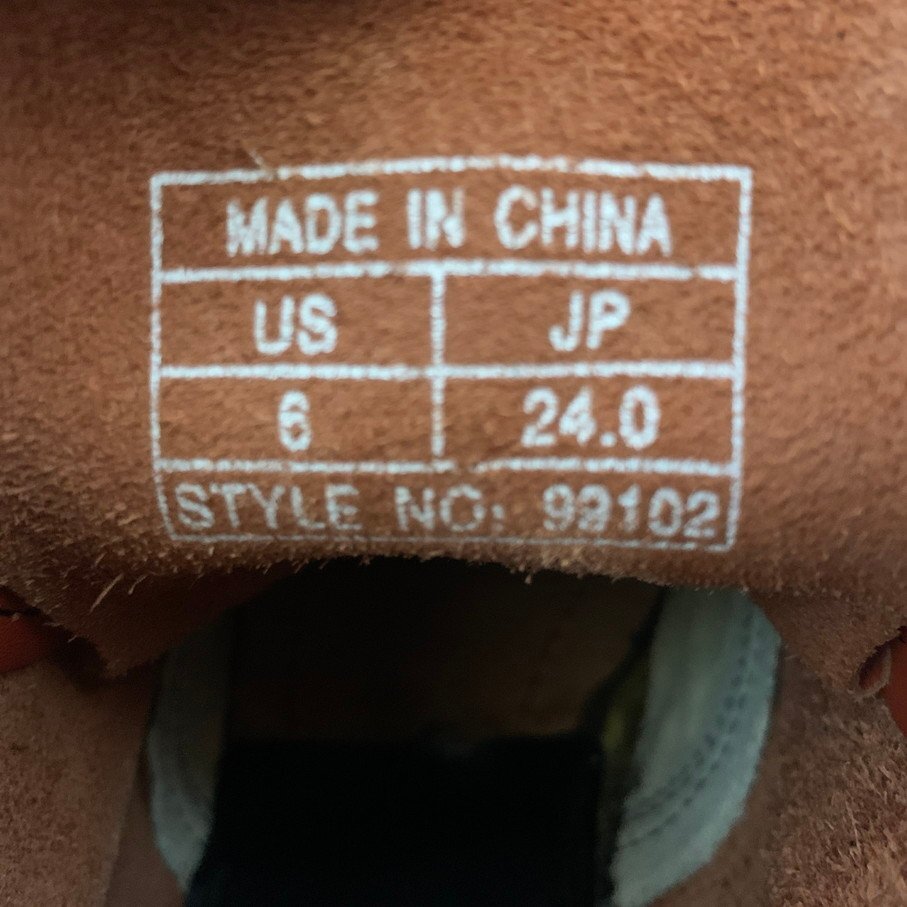 MADE IN CHINA
US JP
6 24.0
STYLE NO: 99102